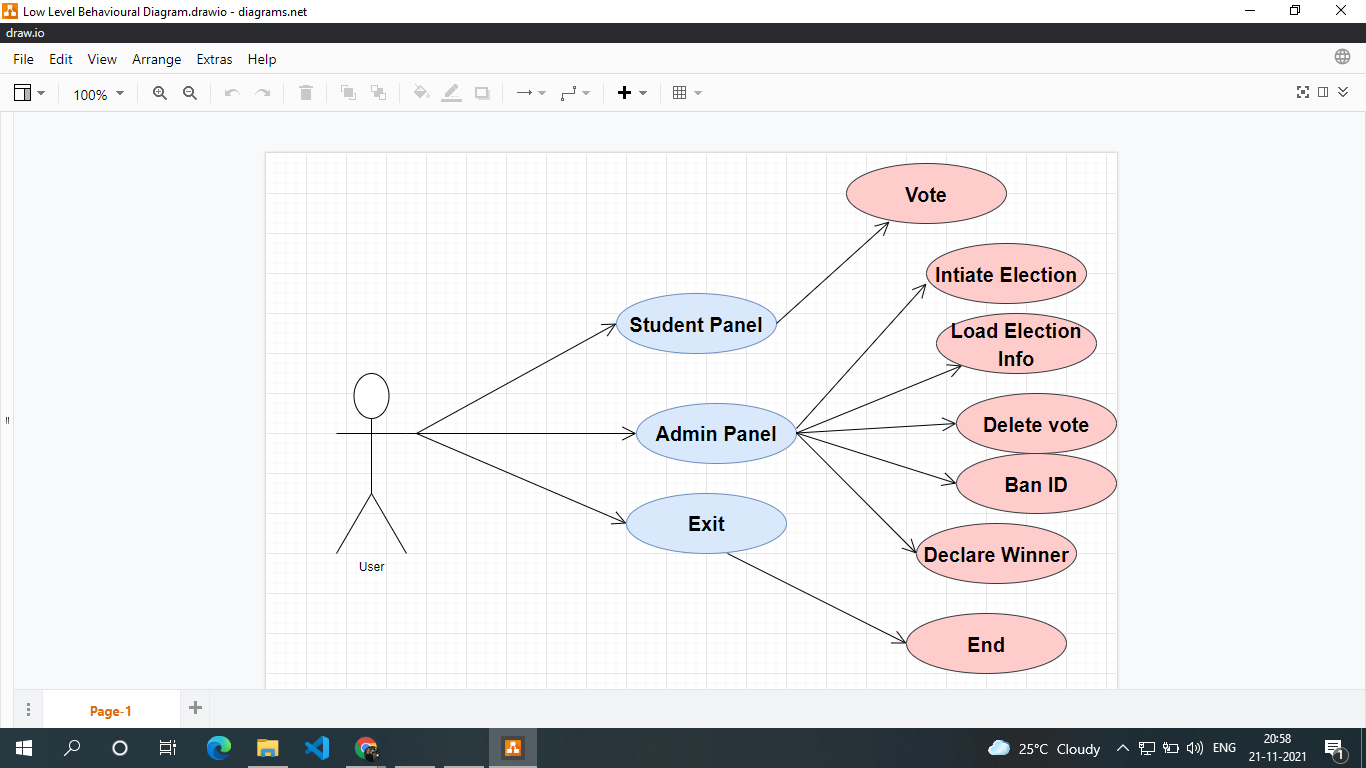 Low Level Behavioural Diagram.drawio - diagrams.net
draw.io
File Edit View Arrange Extras Help
100%
Vote
Intiate Election
Student Panel
Load Election
Info
Admin Panel
Delete vote
Ban ID
Exit
Declare Winner
User
End
Page-1
25°C Cloudy
ENG
20:58
21-11-2021
1